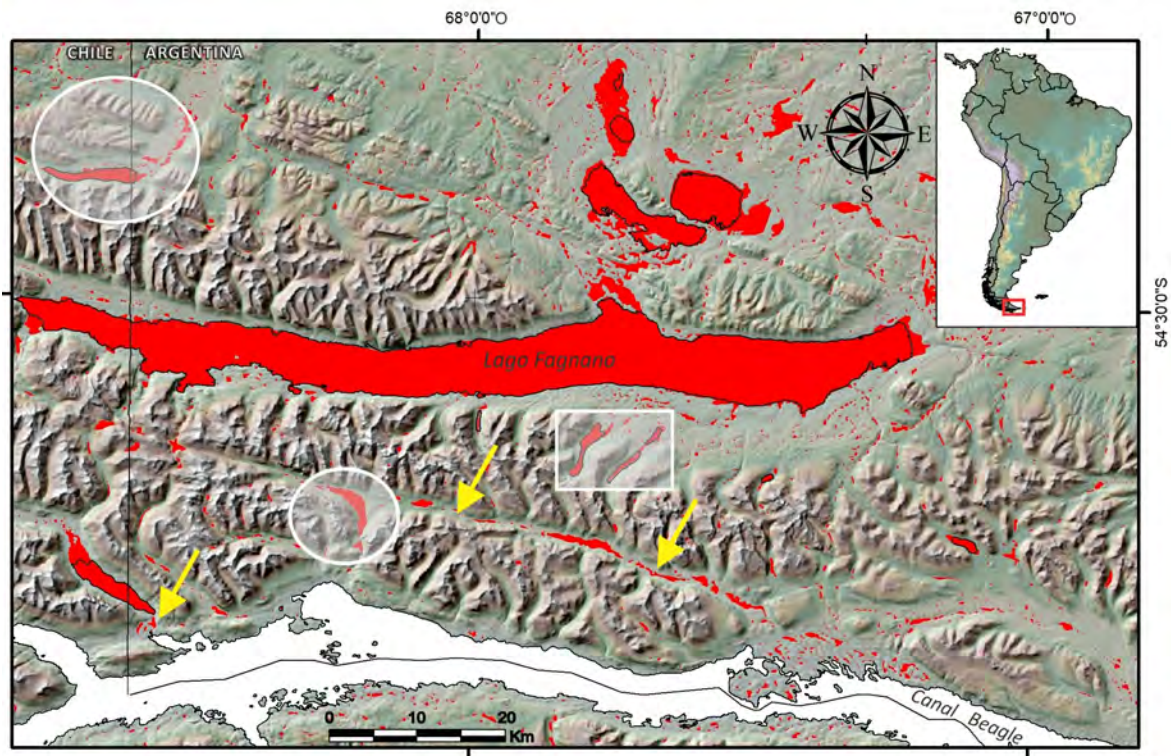 68°0'0"O
67°0'0"O
CHILE
ARGENTINA
N
W
E
S
54°30'0"S
Lago Fagnano
Canal Beagle
0
10
20
Km